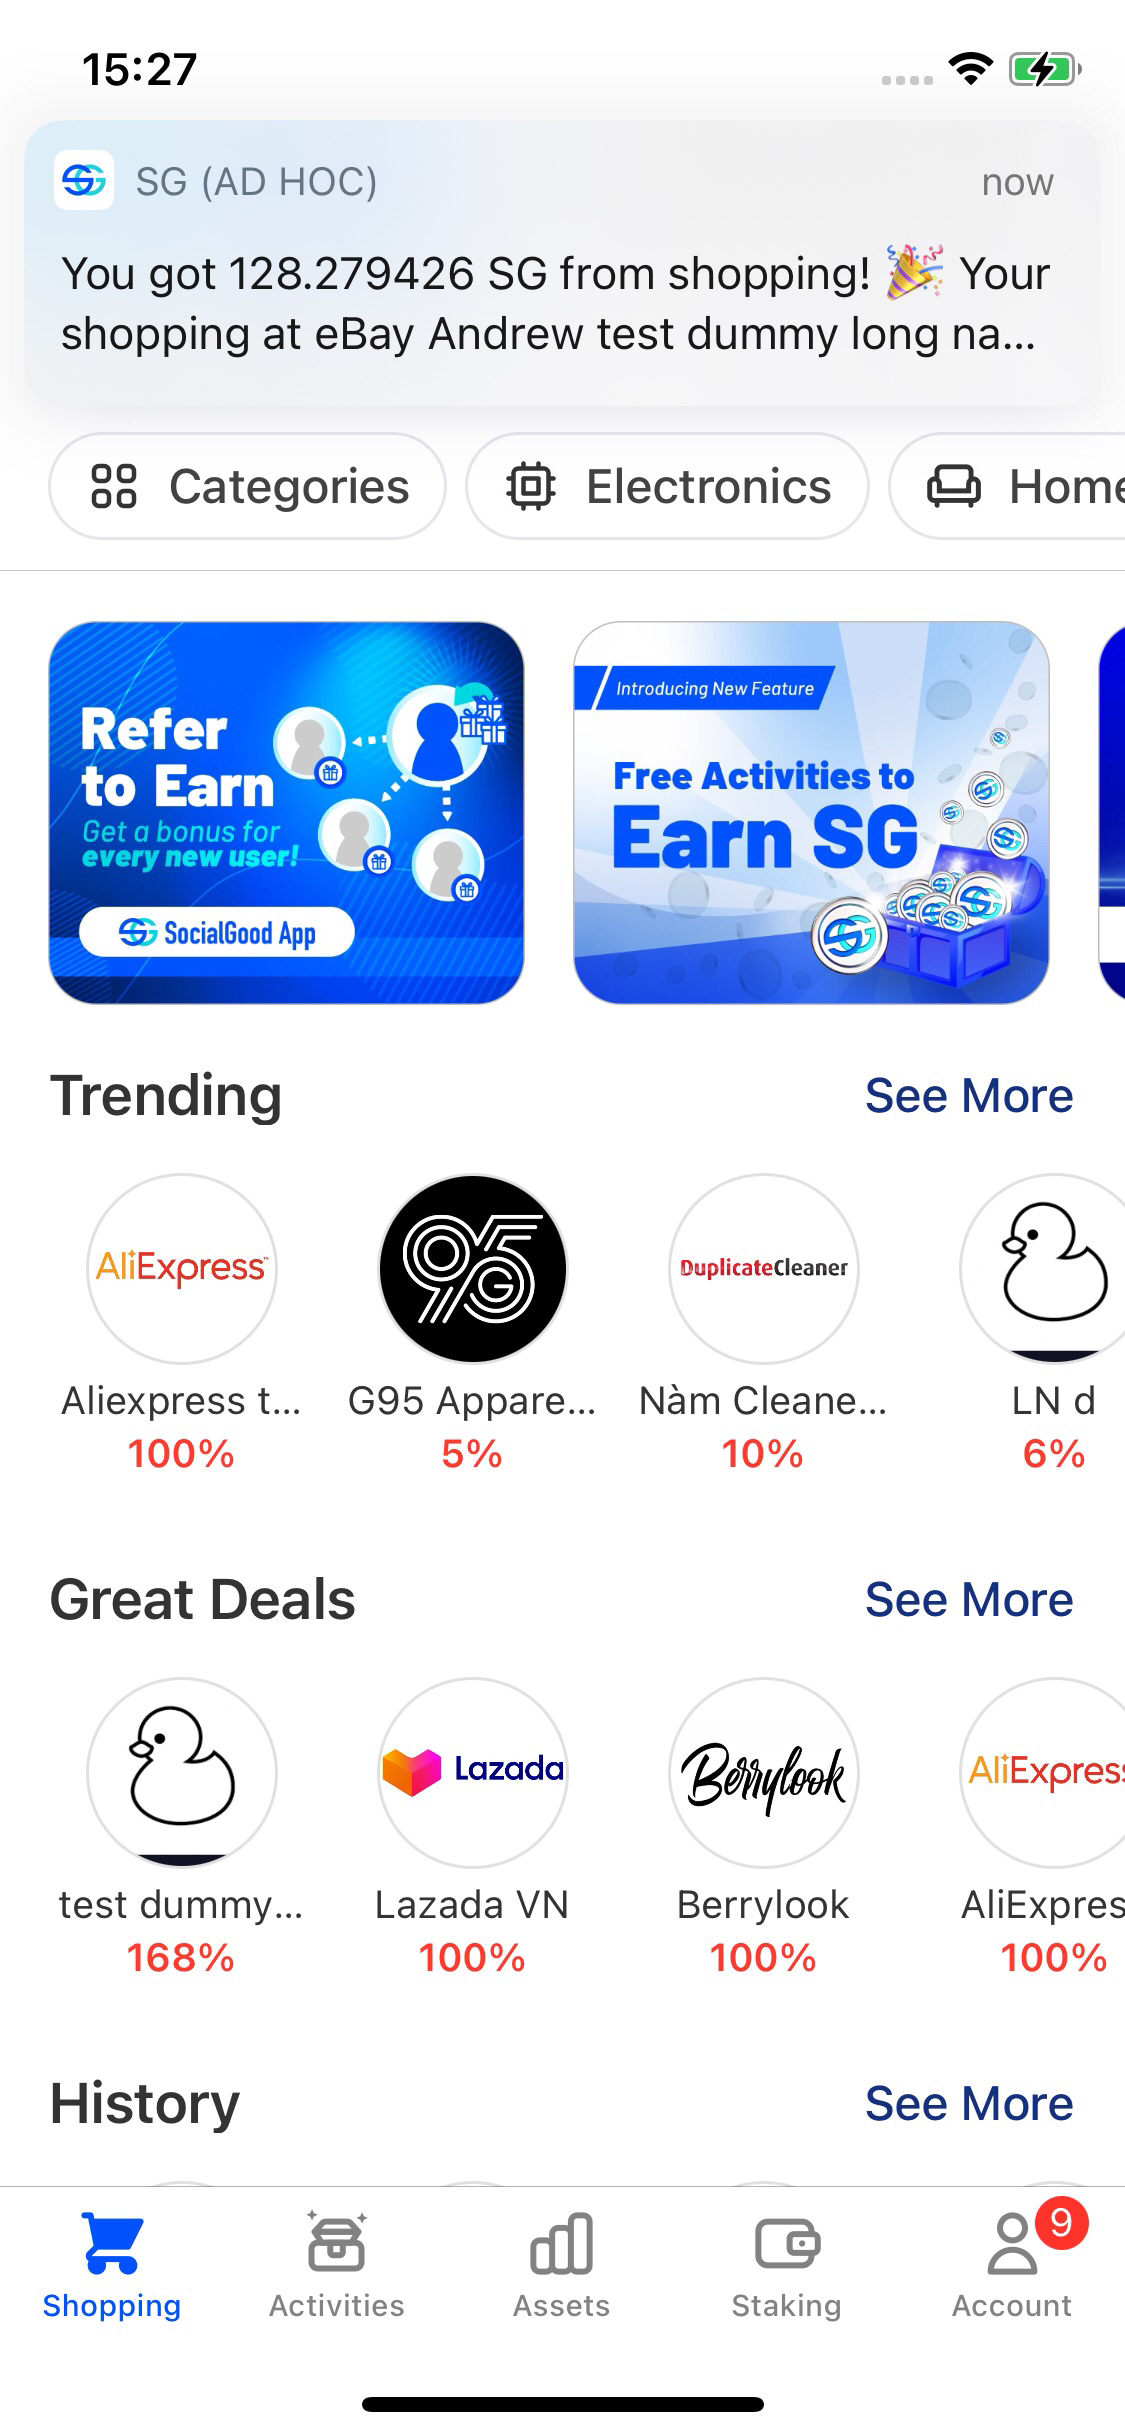 15:27
SG (AD HOC)
now
You got 128.279426 SG from shopping! 🎉 Your
shopping at eBay Andrew test dummy long na...
Categories
Electronics
Home
Refer
to Earn
Get a bonus for
every new user!
SocialGood App
Introducing New Feature
Free Activities to
Earn SG
Trending
See More
AliExpress™
95G
DuplicateCleaner
Aliexpress t...
G95 Appare...
Nàm Cleane...
LN d
100%
5%
10%
6%
Great Deals
See More
Lazada
Berrylook
AliExpress
test dummy...
Lazada VN
Berrylook
AliExpres
168%
100%
100%
100%
History
See More
9
Shopping
Activities
Assets
Staking
Account